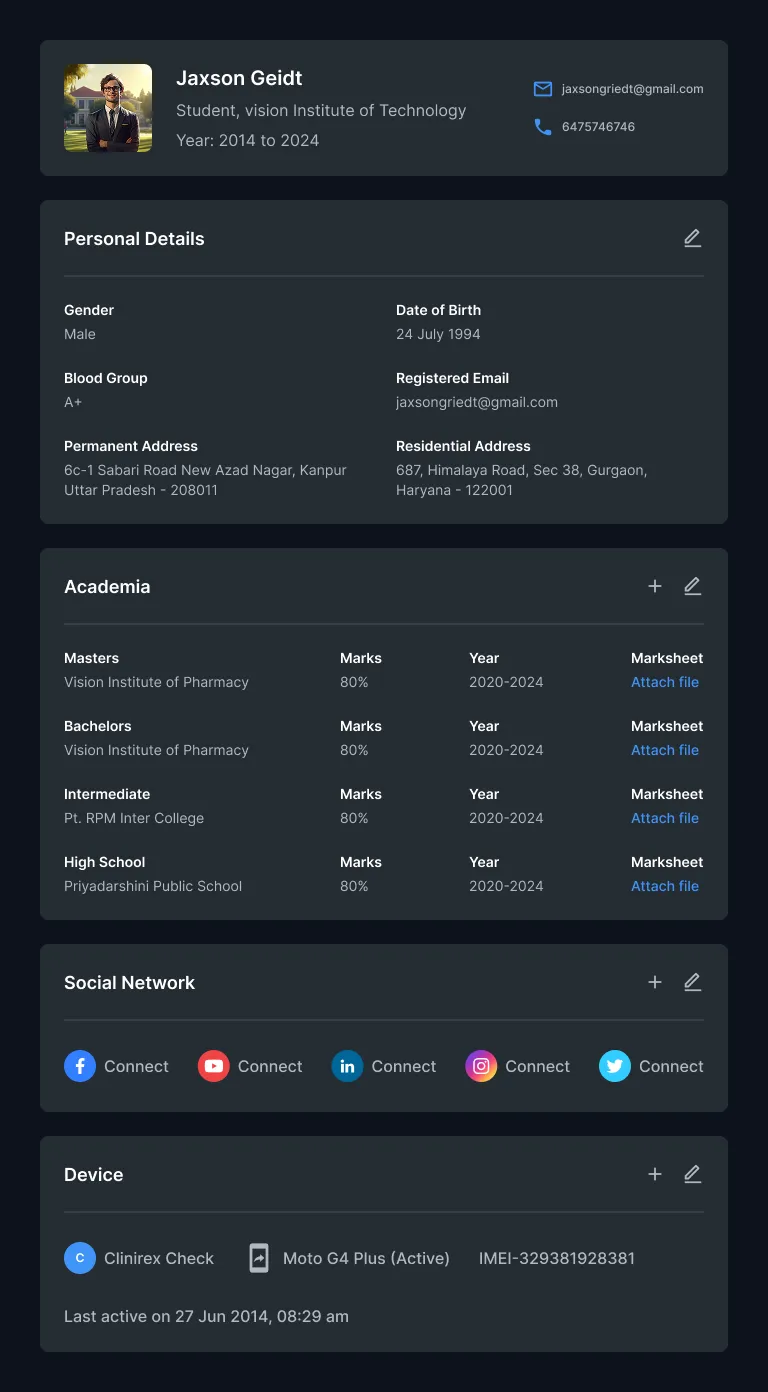 Jaxson Geidt
Student, vision Institute of Technology
Year: 2014 to 2024
jaxsongriedt@gmail.com
6475746746
Personal Details
Gender
Male
Date of Birth
24 July 1994
Blood Group
A+
Registered Email
jaxsongriedt@gmail.com
Permanent Address
6c-1 Sabari Road New Azad Nagar, Kanpur
Uttar Pradesh - 208011
Residential Address
687, Himalaya Road, Sec 38, Gurgaon,
Haryana - 122001
Academia
Masters Marks Year Marksheet
Vision Institute of Pharmacy 80% 2020-2024 Attach file
Bachelors Marks Year Marksheet
Vision Institute of Pharmacy 80% 2020-2024 Attach file
Intermediate Marks Year Marksheet
Pt. RPM Inter College 80% 2020-2024 Attach file
High School Marks Year Marksheet
Priyadarshini Public School 80% 2020-2024 Attach file
Social Network
Connect Connect in Connect Connect Connect
Device
C Clinirex Check Moto G4 Plus (Active) IMEI-329381928381
Last active on 27 Jun 2014, 08:29 am